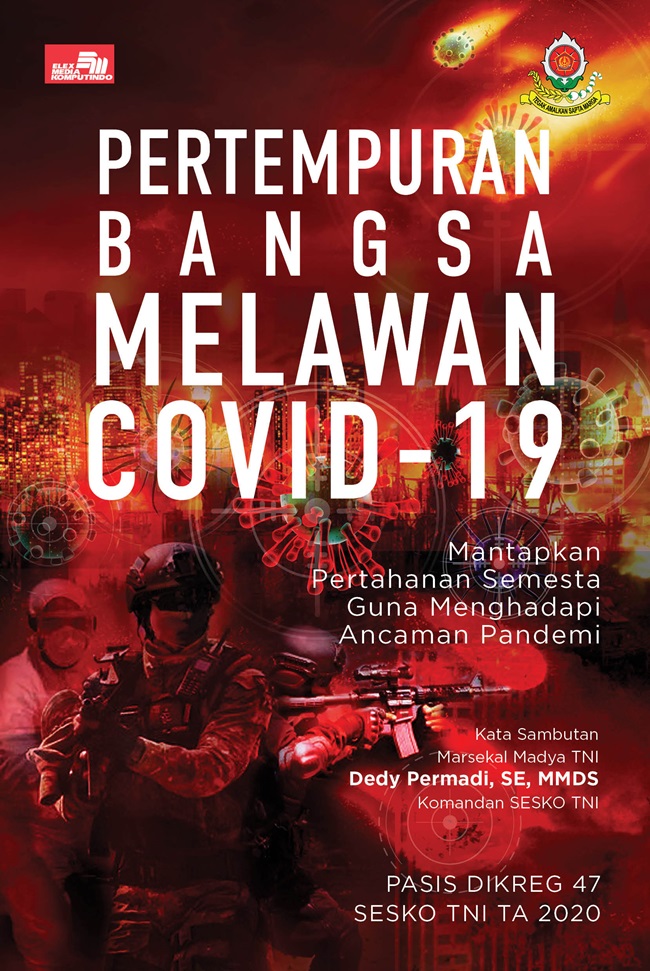 ELEX
MEDIA
KOMPUTINDO
TEGAK AMALKAN SAPTA MARGA
PERTEMPURAN
BANGSA
MELAWAN
COVID-19
Mantapkan
Pertahanan Semesta
Guna Menghadapi
Ancaman Pandemi
Kata Sambutan
Marsekal Madya TNI
Dedy Permadi, SE, MMDS
Komandan SESKO TNI
PASIS DIKREG 47
SESKO TNI TA 2020